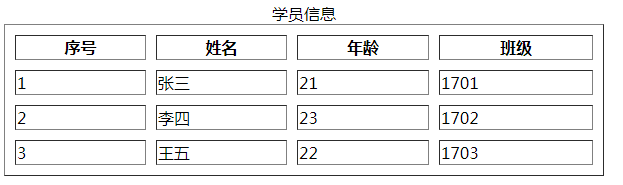 学员信息
序号 姓名 年龄 班级
1 张三 21 1701
2 李四 23 1702
3 王五 22 1703